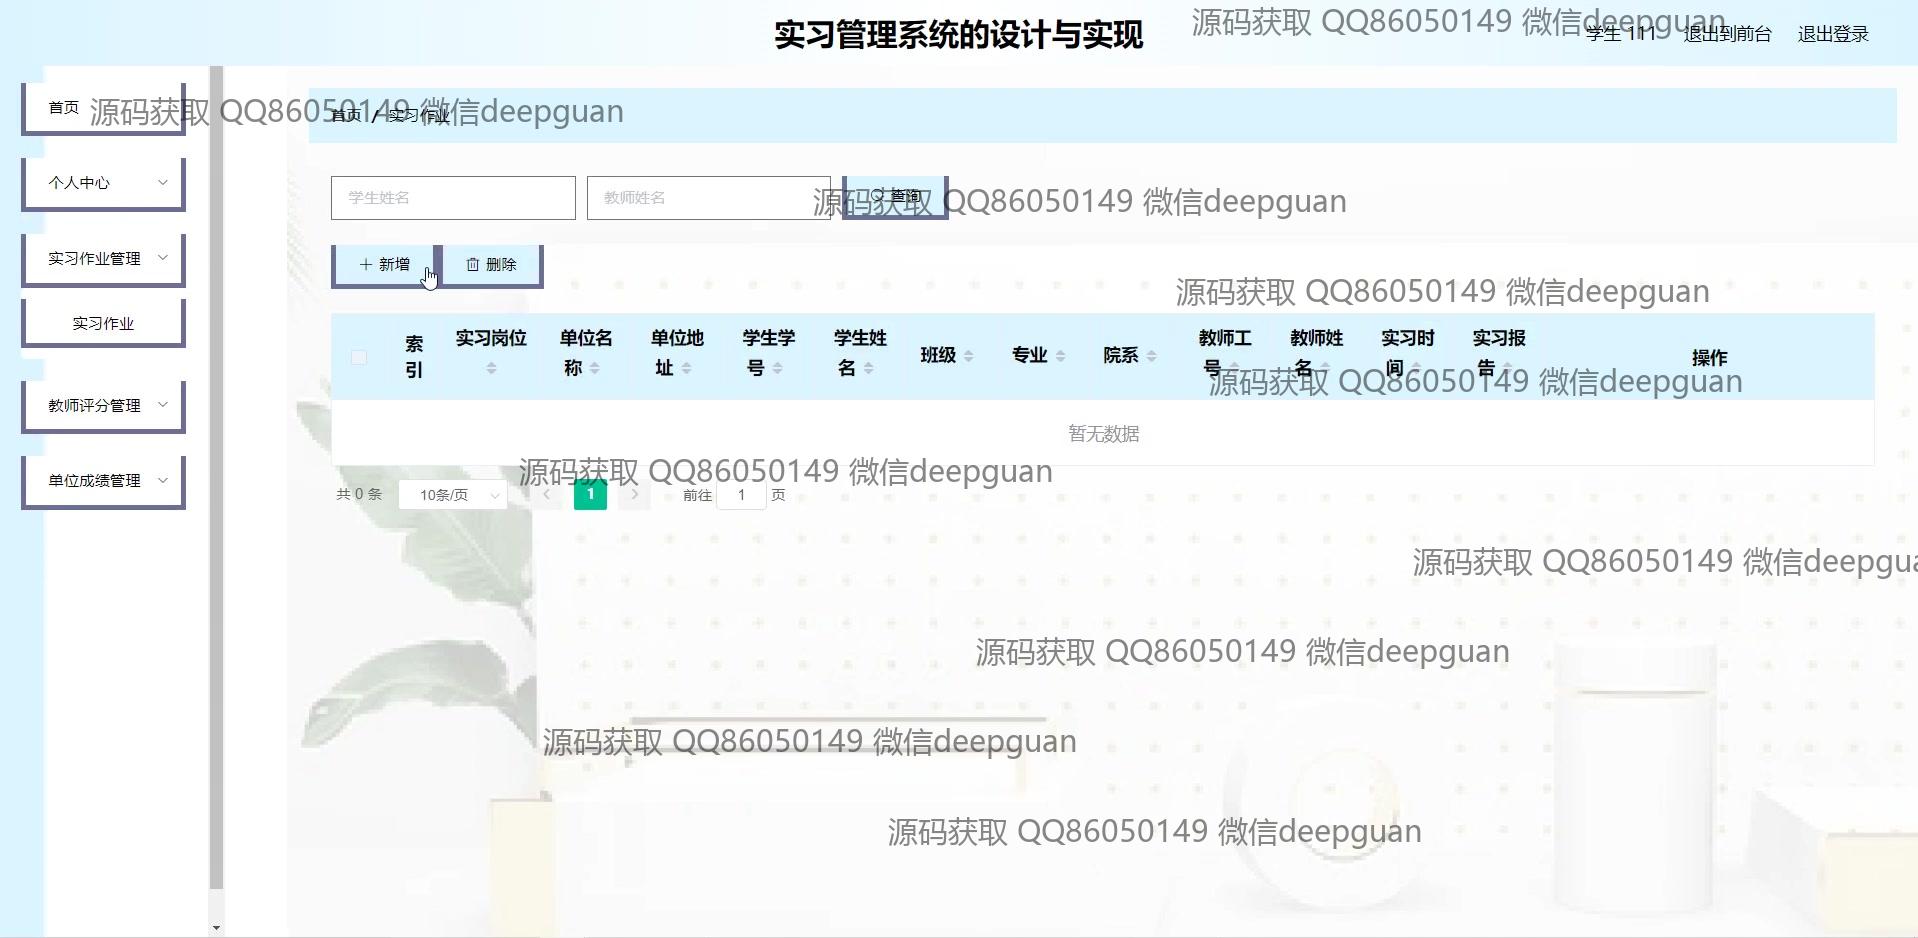 实习管理系统的设计与实现
源码获取 QQ86050149 微信deepguan
学生 111 退出到前台 退出登录
首页
源码获取 QQ86050149 微信deepguan
首页 / 实习作业
个人中心
学生姓名 教师姓名 查询
源码获取 QQ86050149 微信deepguan
实习作业管理
新增 删除
源码获取 QQ86050149 微信deepguan
实习作业
索引 实习岗位 单位名称 单位地址 学生学号 学生姓名 班级 专业 院系 教师工号 教师姓名 实习时间 实习报告 操作
源码获取 QQ86050149 微信deepguan
教师评分管理
暂无数据
源码获取 QQ86050149 微信deepguan
单位成绩管理
共 0 条 10条/页 1 前往 1 页
源码获取 QQ86050149 微信deepgua
源码获取 QQ86050149 微信deepguan
源码获取 QQ86050149 微信deepguan
源码获取 QQ86050149 微信deepguan